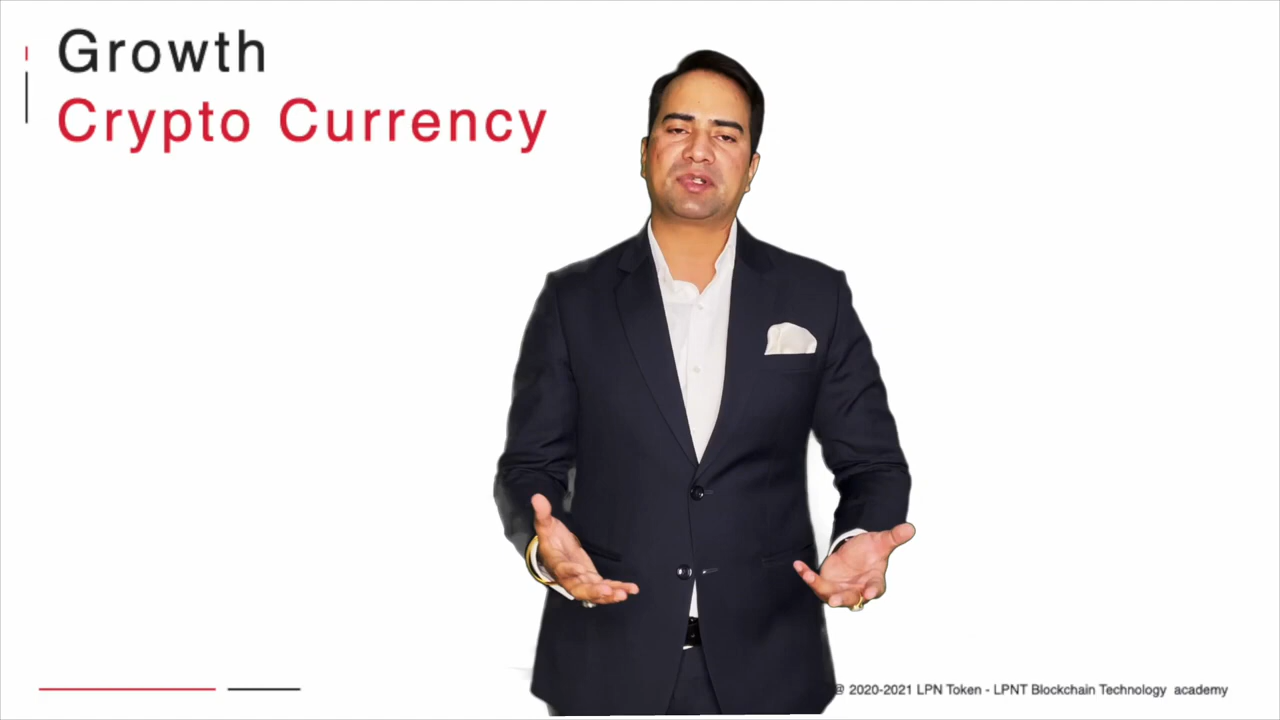 Growth
Crypto Currency
@ 2020-2021 LPN Token - LPNT Blockchain Technology academy